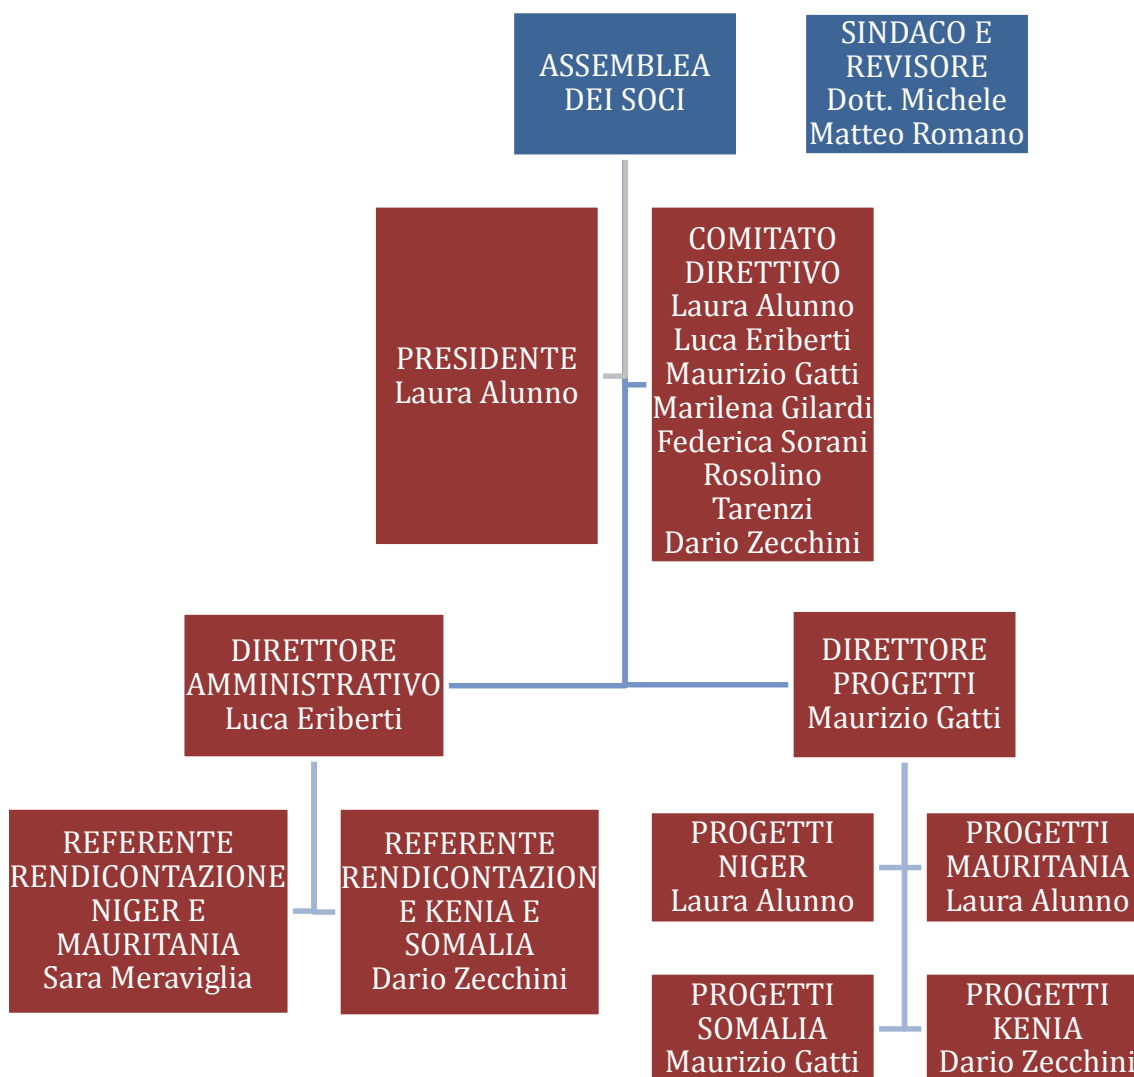 ASSEMBLEA
DEI SOCI
SINDACO E
REVISORE
Dott. Michele
Matteo Romano
PRESIDENTE
Laura Alunno
COMITATO
DIRETTIVO
Laura Alunno
Luca Eriberti
Maurizio Gatti
Marilena Gilardi
Federica Sorani
Rosolino
Tarenzi
Dario Zecchini
DIRETTORE
AMMINISTRATIVO
Luca Eriberti
DIRETTORE
PROGETTI
Maurizio Gatti
REFERENTE
RENDICONTAZIONE
NIGER E
MAURITANIA
Sara Meraviglia
REFERENTE
RENDICONTAZION
E KENIA E
SOMALIA
Dario Zecchini
PROGETTI
NIGER
Laura Alunno
PROGETTI
MAURITANIA
Laura Alunno
PROGETTI
SOMALIA
Maurizio Gatti
PROGETTI
KENIA
Dario Zecchini